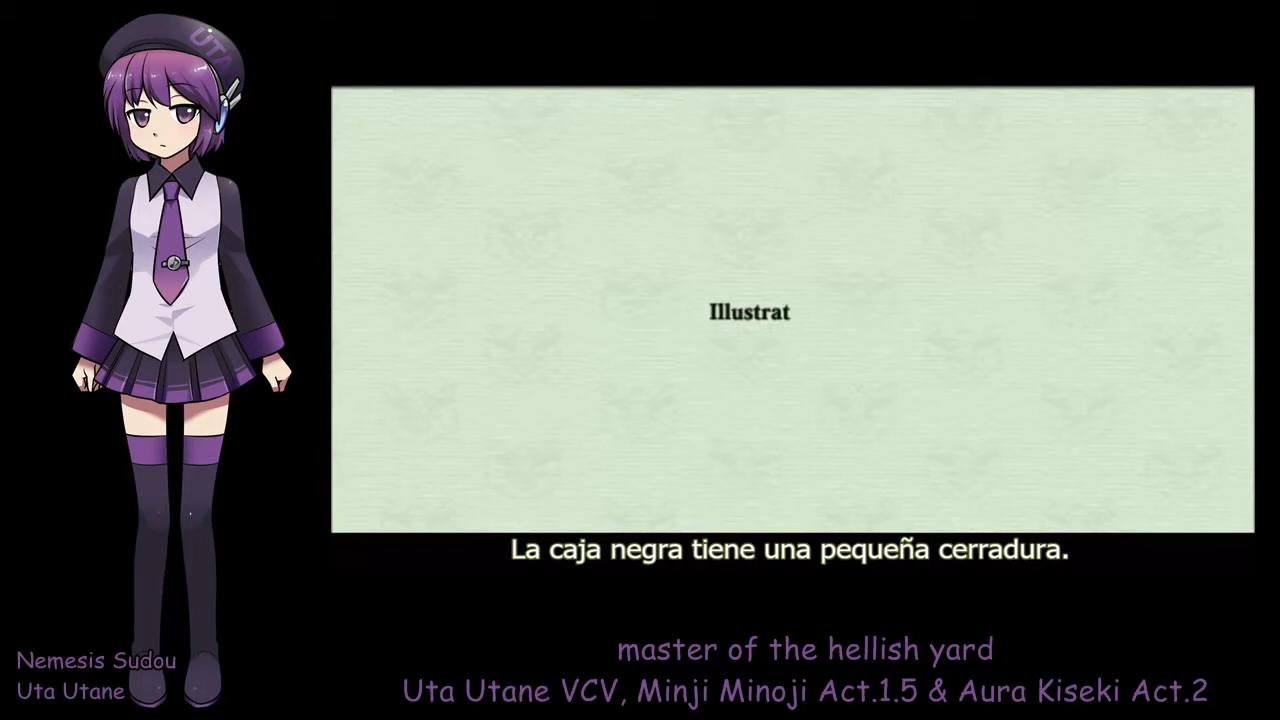 UTA
Illustrat
La caja negra tiene una pequeña cerradura.
master of the hellish yard
Uta Utane VCV, Minji Minoji Act.1.5 & Aura Kiseki Act.2
Nemesis Sudou
Uta Utane